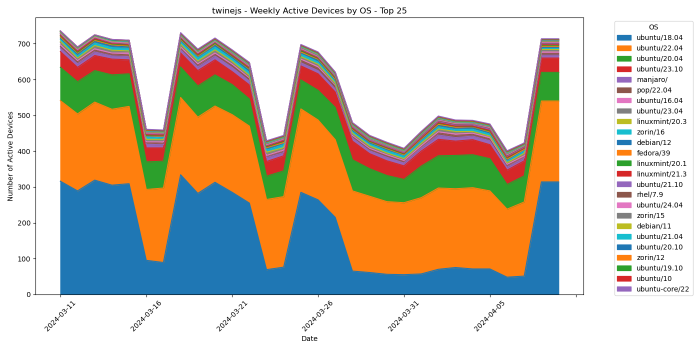 twinejs - Weekly Active Devices by OS - Top 25
Number of Active Devices
700
600
500
400
300
200
100
0
2024-03-11
2024-03-16
2024-03-21
2024-03-26
2024-03-31
2024-04-05
Date
OS
ubuntu/18.04
ubuntu/22.04
ubuntu/20.04
ubuntu/23.10
manjaro/
pop/22.04
ubuntu/16.04
ubuntu/23.04
linuxmint/20.3
zorin/16
debian/12
fedora/39
linuxmint/20.1
linuxmint/21.3
ubuntu/21.10
rhel/7.9
ubuntu/24.04
zorin/15
debian/11
ubuntu/21.04
ubuntu/20.10
zorin/12
ubuntu/19.10
ubuntu/10
ubuntu-core/22